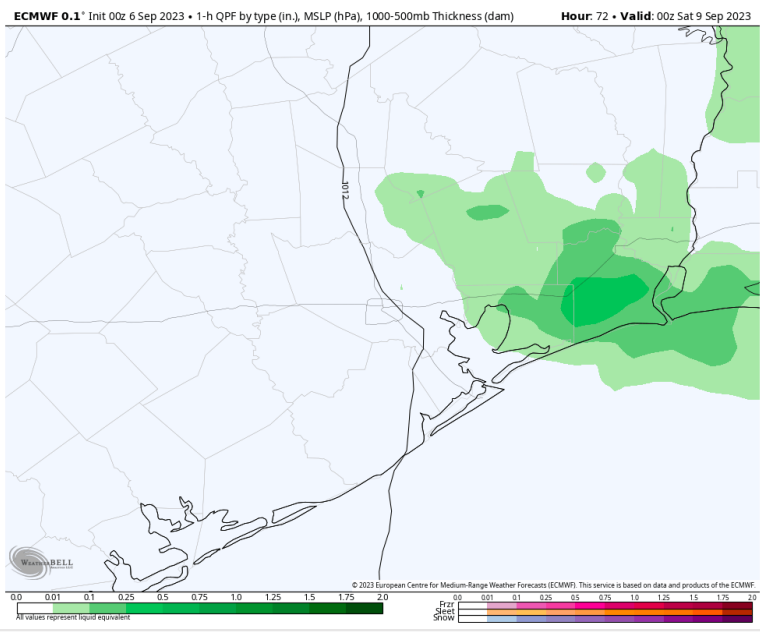 ECMWF 0.1° Init 00z 6 Sep 2023 • 1-h QPF by type (in.), MSLP (hPa), 1000-500mb Thickness (dam) Hour: 72 • Valid: 00z Sat 9 Sep 2023
1012
WEATHERBELL
© 2023 European Centre for Medium-Range Weather Forecasts (ECMWF). This service is based on data and products of the ECMWF.
0.0 0.01 0.1 0.25 0.5 0.75 1.0 1.25 1.5 1.75 2.0
All values represent liquid equivalent
0.0 0.01 0.1 0.25 0.5 0.75 1.0 1.25 1.5 1.75 2.0
Frzr
Sleet
Snow